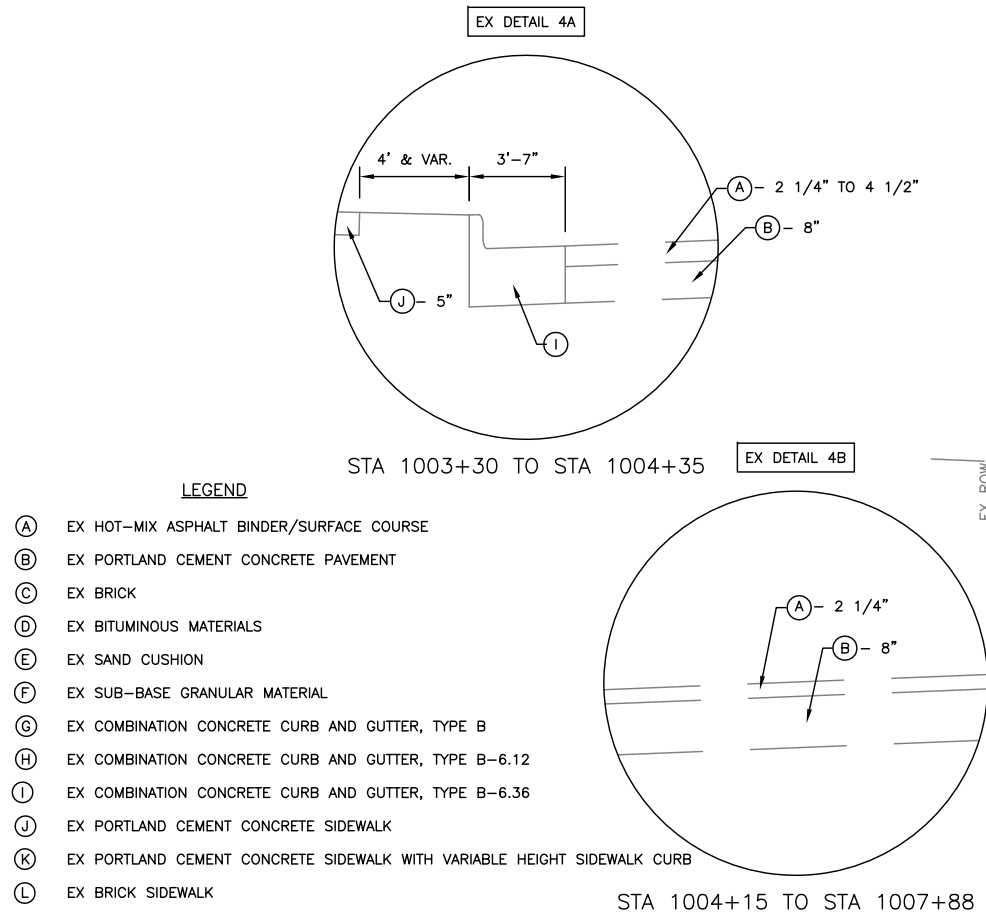 EX DETAIL 4A
4' & VAR.
3'-7"
A - 2 1/4" TO 4 1/2"
B - 8"
J - 5"
I
STA 1003+30 TO STA 1004+35
EX DETAIL 4B
EX ROW
LEGEND
A EX HOT-MIX ASPHALT BINDER/SURFACE COURSE
B EX PORTLAND CEMENT CONCRETE PAVEMENT
C EX BRICK
D EX BITUMINOUS MATERIALS
E EX SAND CUSHION
F EX SUB-BASE GRANULAR MATERIAL
G EX COMBINATION CONCRETE CURB AND GUTTER, TYPE B
H EX COMBINATION CONCRETE CURB AND GUTTER, TYPE B-6.12
I EX COMBINATION CONCRETE CURB AND GUTTER, TYPE B-6.36
J EX PORTLAND CEMENT CONCRETE SIDEWALK
K EX PORTLAND CEMENT CONCRETE SIDEWALK WITH VARIABLE HEIGHT SIDEWALK CURB
L EX BRICK SIDEWALK
A - 2 1/4"
B - 8"
STA 1004+15 TO STA 1007+88